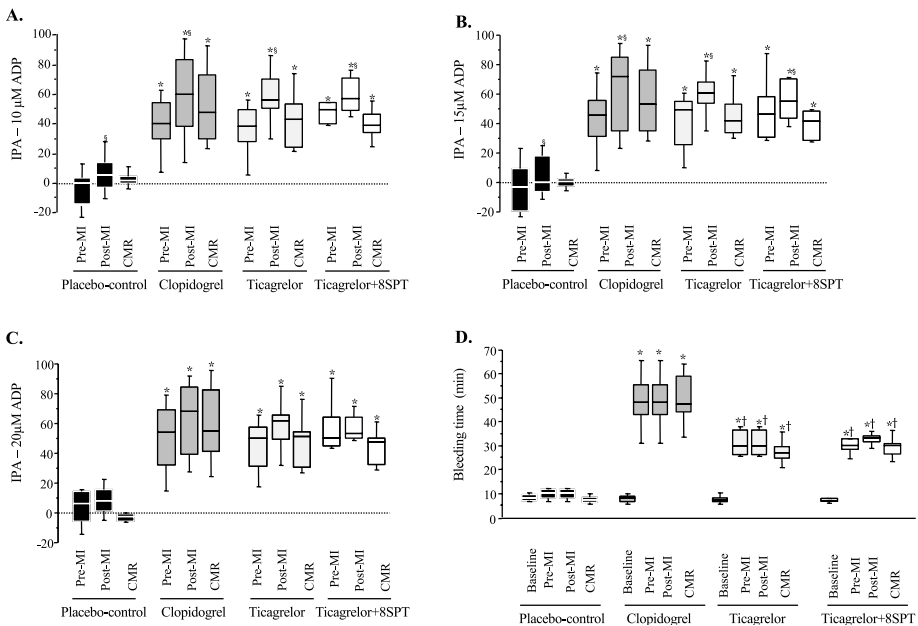 A.
IPA – 10 µM ADP
100
80
60
40
20
0
-20
§
*
*§
*
*
*§
*
*
*§
*
Pre-MI
Post-MI
CMR
Pre-MI
Post-MI
CMR
Pre-MI
Post-MI
CMR
Pre-MI
Post-MI
CMR
Placebo-control
Clopidogrel
Ticagrelor
Ticagrelor+8SPT
B.
IPA – 15µM ADP
100
80
60
40
20
0
-20
§
*
*§
*
*
*§
*
*
*§
*
Pre-MI
Post-MI
CMR
Pre-MI
Post-MI
CMR
Pre-MI
Post-MI
CMR
Pre-MI
Post-MI
CMR
Placebo-control
Clopidogrel
Ticagrelor
Ticagrelor+8SPT
C.
IPA – 20µM ADP
100
80
60
40
20
0
-20
*
*
*
*
*
*
*
*
*
Pre-MI
Post-MI
CMR
Pre-MI
Post-MI
CMR
Pre-MI
Post-MI
CMR
Pre-MI
Post-MI
CMR
Placebo-control
Clopidogrel
Ticagrelor
Ticagrelor+8SPT
D.
Bleeding time (min)
70
60
50
40
30
20
10
0
*
*
*
*†
*†
*†
*†
*†
*†
Baseline
Pre-MI
Post-MI
CMR
Baseline
Pre-MI
Post-MI
CMR
Baseline
Pre-MI
Post-MI
CMR
Baseline
Pre-MI
Post-MI
CMR
Placebo-control
Clopidogrel
Ticagrelor
Ticagrelor+8SPT